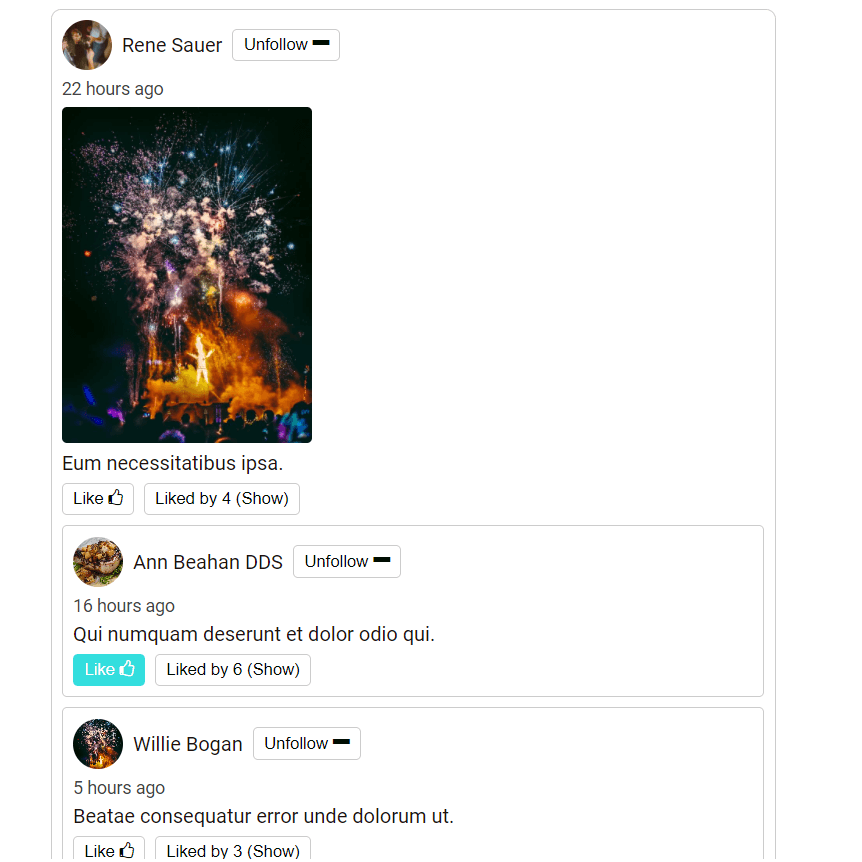 Rene Sauer Unfollow
22 hours ago
Eum necessitatibus ipsa.
Like Liked by 4 (Show)
Ann Beahan DDS Unfollow
16 hours ago
Qui numquam deserunt et dolor odio qui.
Like Liked by 6 (Show)
Willie Bogan Unfollow
5 hours ago
Beatae consequatur error unde dolorum ut.
Like Liked by 3 (Show)